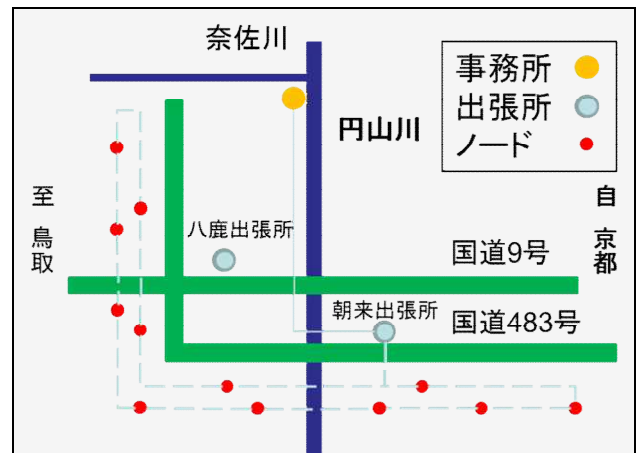 奈佐川
事務所
出張所
ノード
円山川
至 鳥取
自 京都
八鹿出張所
国道9号
朝来出張所
国道483号